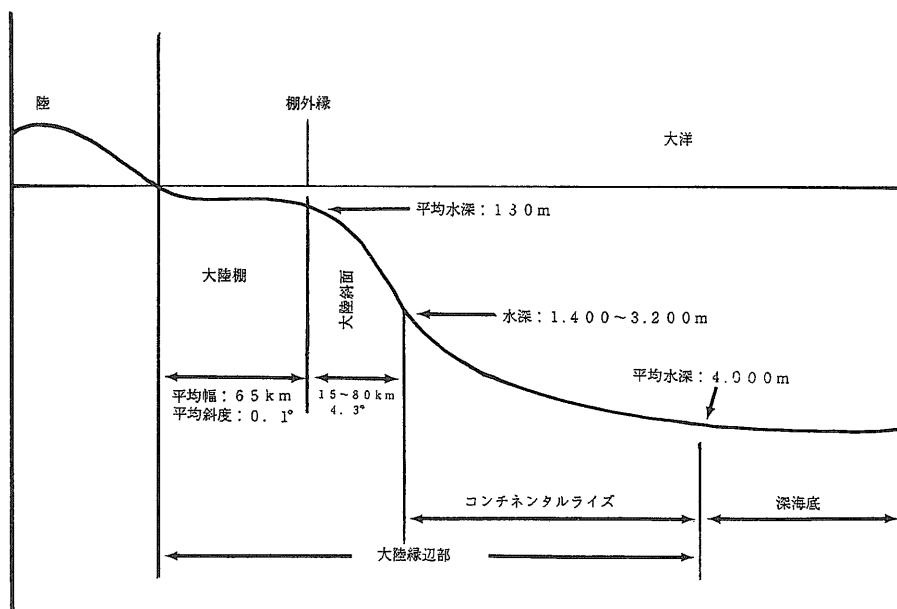 陸
棚外縁
大洋
平均水深：130m
大陸棚
大陸斜面
水深：1.400～3.200m
平均水深：4.000m
平均幅：65km
平均斜度：0.1°
15～80km
4.3°
コンチネンタルライズ
深海底
大陸縁辺部